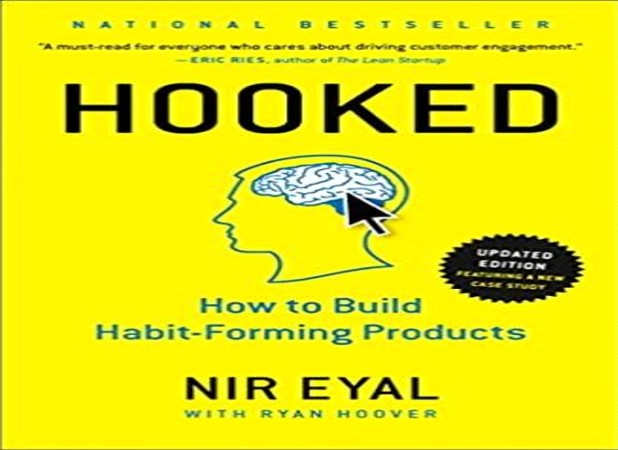 NATIONAL BESTSELLER
"A must-read for everyone who cares about driving customer engagement."
—ERIC RIES, author of The Lean Startup
HOOKED
UPDATED
EDITION
FEATURING A NEW
CASE STUDY
How to Build
Habit-Forming Products
NIR EYAL
WITH RYAN HOOVER